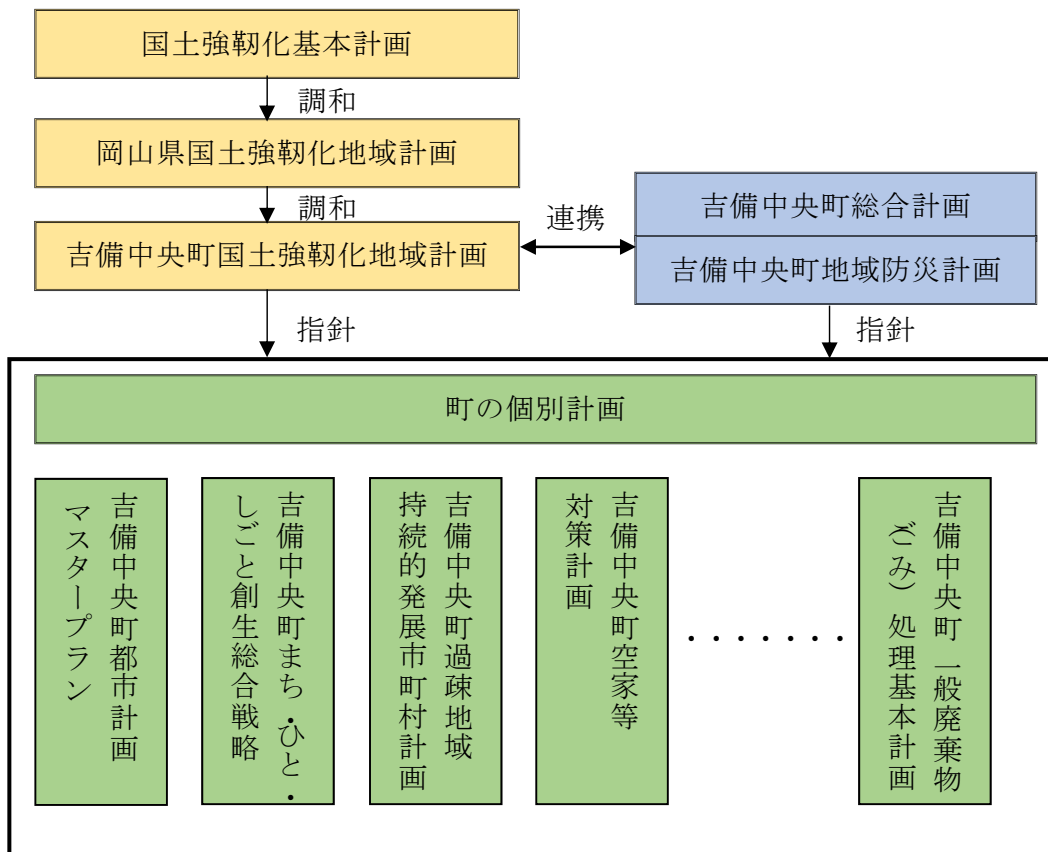 国土強靭化基本計画
調和
岡山県国土強靭化地域計画
調和
吉備中央町国土強靭化地域計画
連携
吉備中央町総合計画
吉備中央町地域防災計画
指針
指針
町の個別計画
吉備中央町都市計画
マスタープラン
吉備中央町まち・ひと・
しごと創生総合戦略
吉備中央町過疎地域
持続的発展市町村計画
吉備中央町空家等
対策計画
・・・・・・・
吉備中央町一般廃棄物
（ごみ）処理基本計画